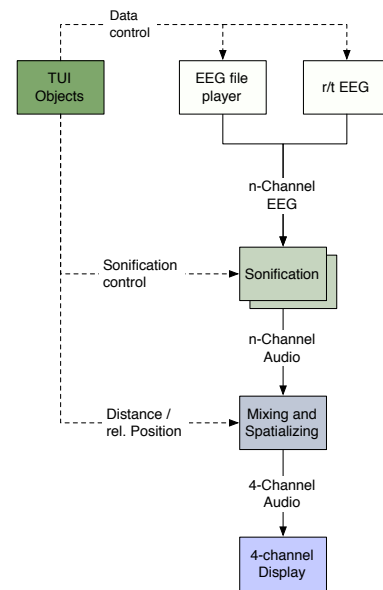 Data
control
TUI
Objects
EEG file
player
r/t EEG
n-Channel
EEG
Sonification
control
Sonification
n-Channel
Audio
Distance /
rel. Position
Mixing and
Spatializing
4-Channel
Audio
4-channel
Display